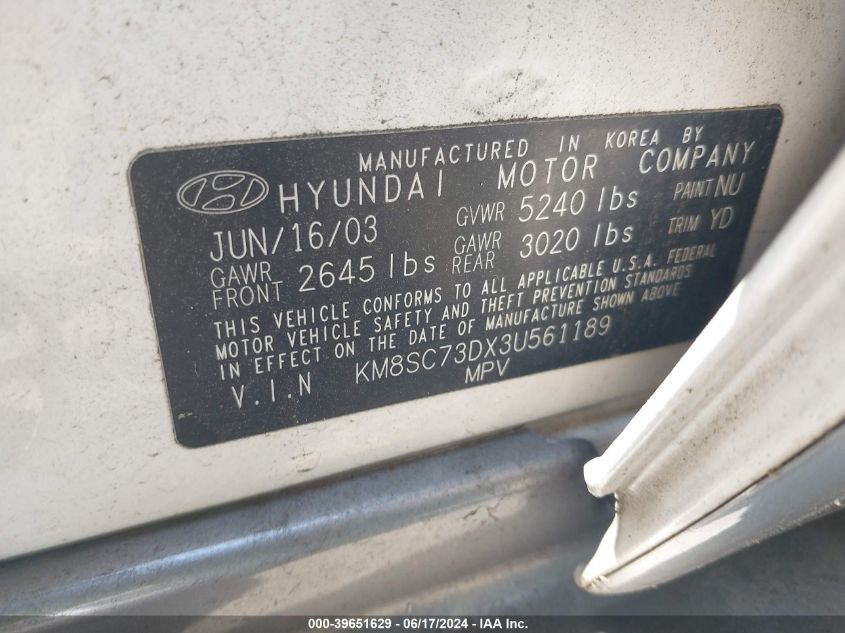 MANUFACTURED IN KOREA BY
HYUNDAI MOTOR COMPANY
JUN/16/03 GVWR 5240 lbs PAINT NU
GAWR FRONT 2645 lbs GAWR REAR 3020 lbs TRIM YD
THIS VEHICLE CONFORMS TO ALL APPLICABLE U.S.A. FEDERAL
MOTOR VEHICLE SAFETY AND THEFT PREVENTION STANDARDS
IN EFFECT ON THE DATE OF MANUFACTURE SHOWN ABOVE
V.I.N KM8SC73DX3U561189
MPV
000-39651629 - 06/17/2024 - IAA Inc.